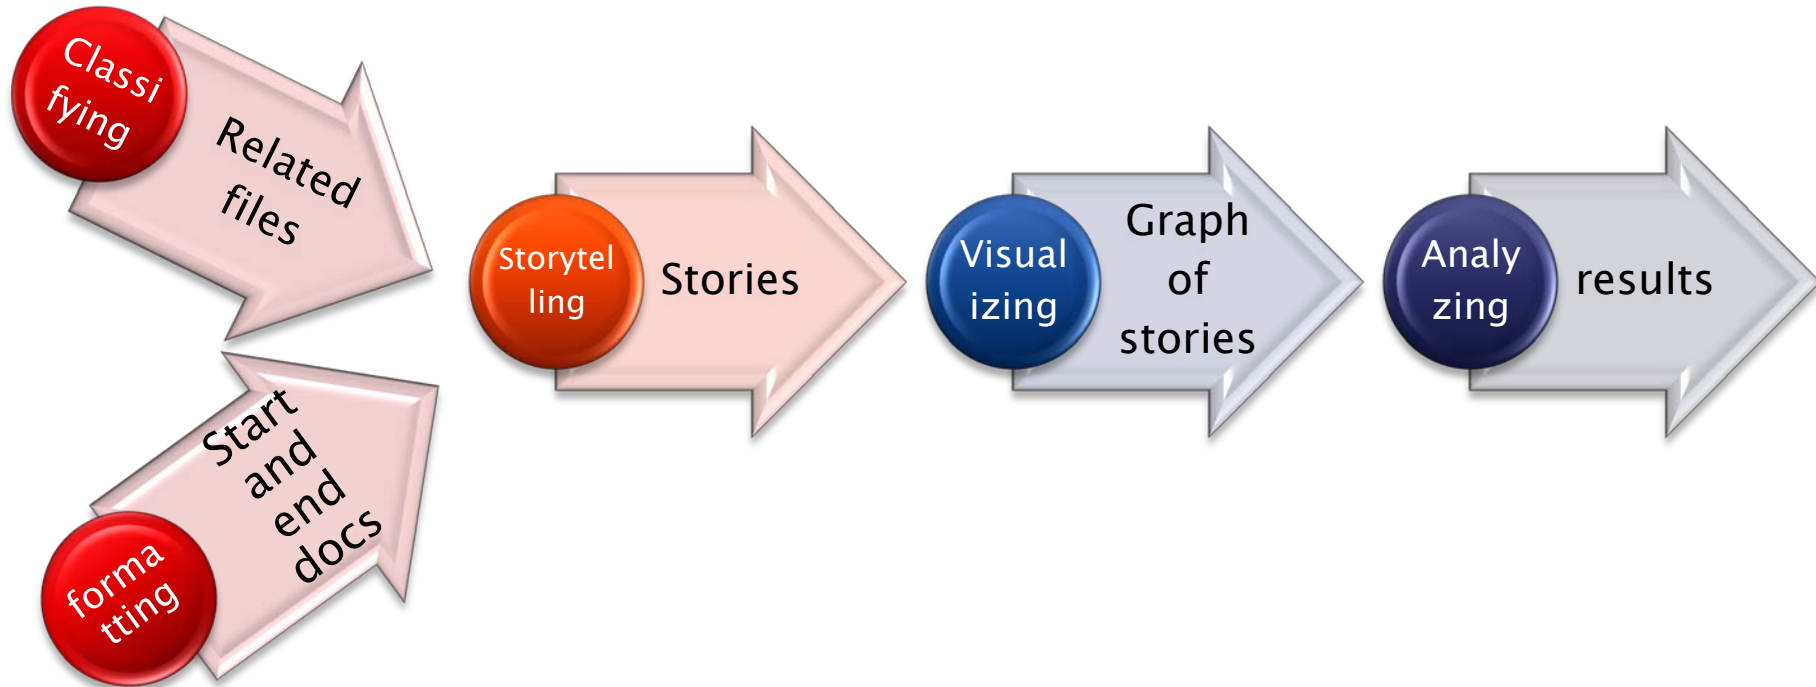 Classi
fying
Related
files
forma
tting
Start
and
end
docs
Storytel
ling
Stories
Visual
izing
Graph
of
stories
Analy
zing
results